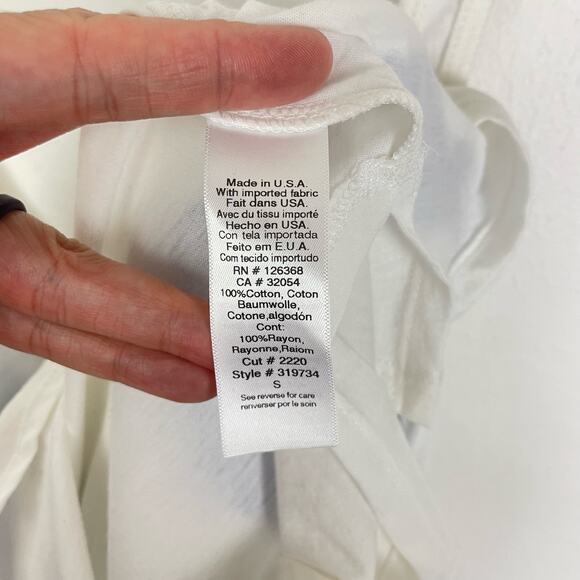 Made in U.S.A.
With imported fabric
Fait dans USA.
Avec du tissu importé
Hecho en USA.
Con tela importada
Feito em E.U.A.
Com tecido importudo
RN # 126368
CA # 32054
100%Cotton, Coton
Baumwolle,
Cotone,algodón
Cont:
100%Rayon,
Rayonne,Raiom
Cut # 2220
Style # 319734
S
See reverse for care
renverser por le soin